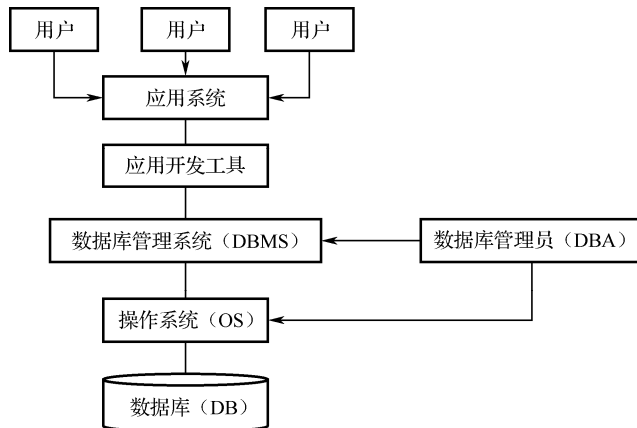 用户
用户
用户
应用系统
应用开发工具
数据库管理系统（DBMS）
数据库管理员（DBA）
操作系统（OS）
数据库（DB）